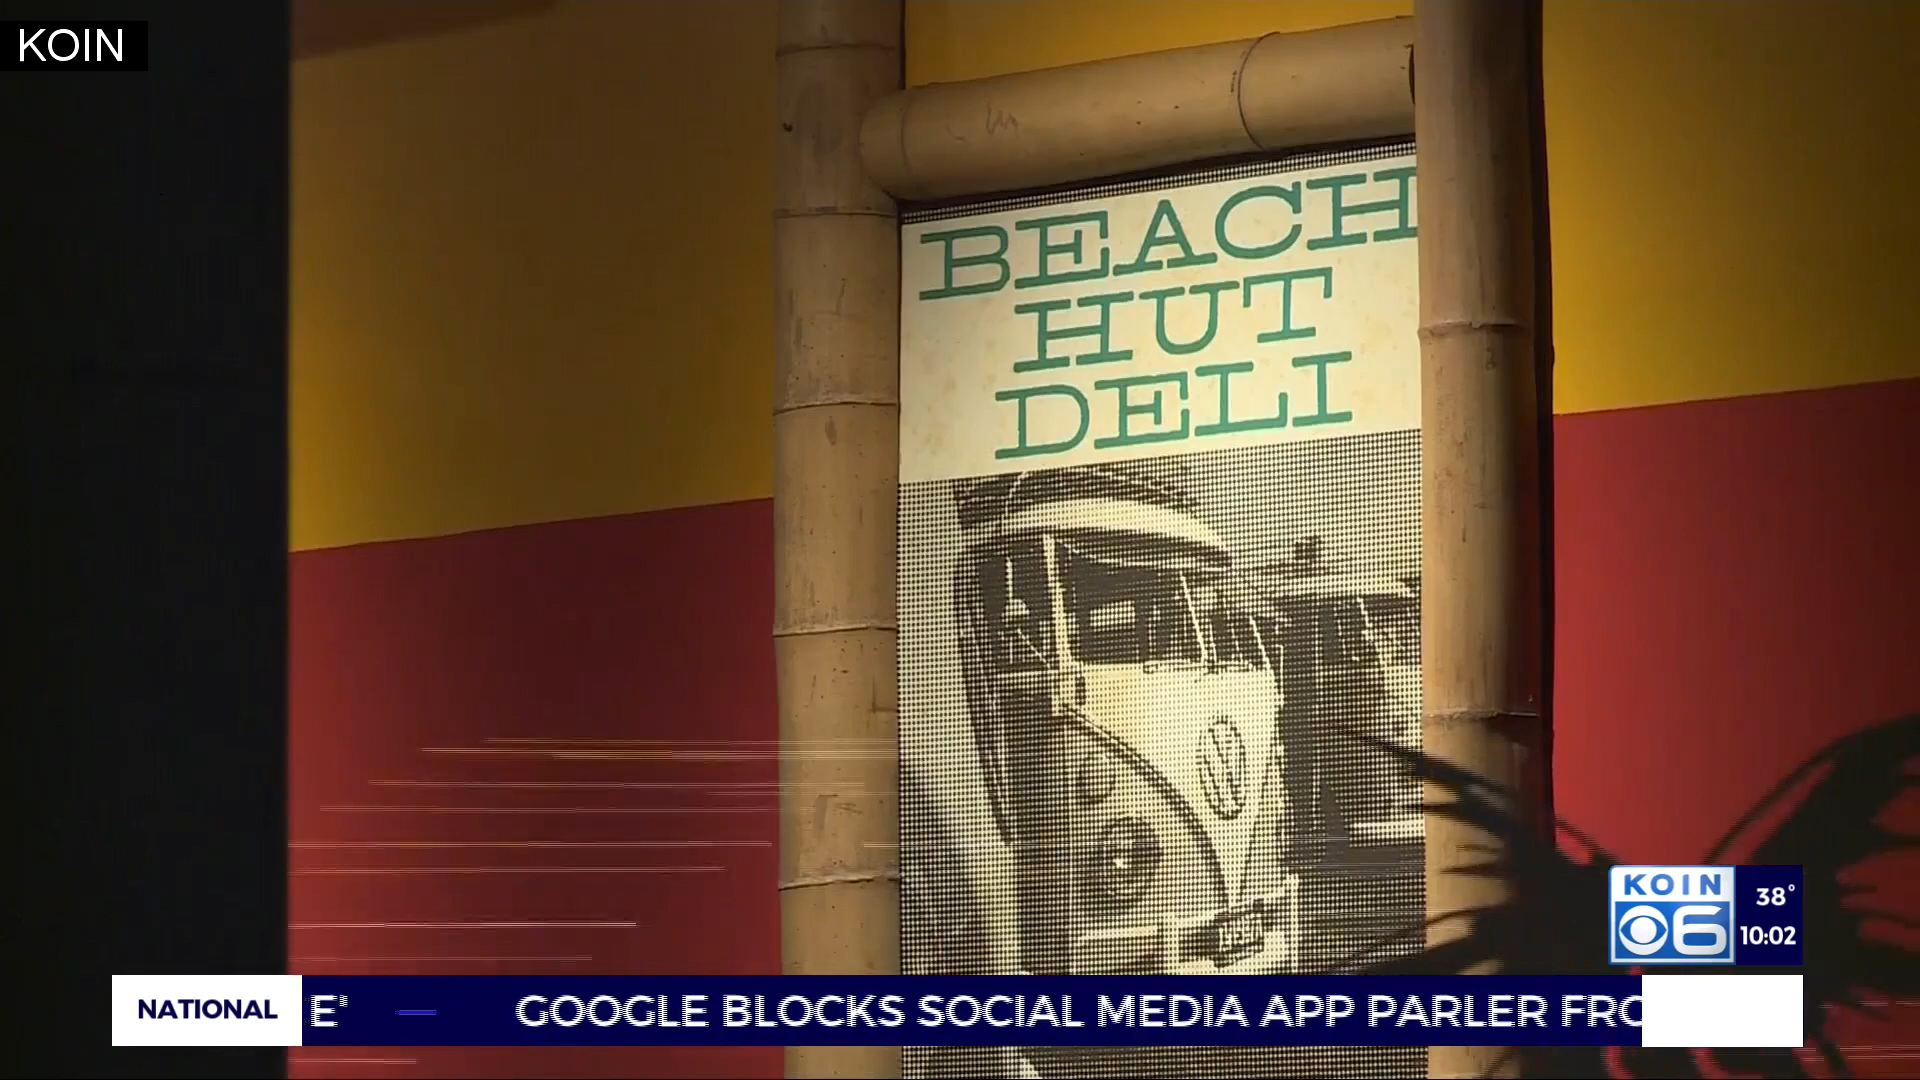 KOIN
BEACH
HUT
DELI
KOIN
6
38°
10:02
NATIONAL
E' — GOOGLE BLOCKS SOCIAL MEDIA APP PARLER FRO